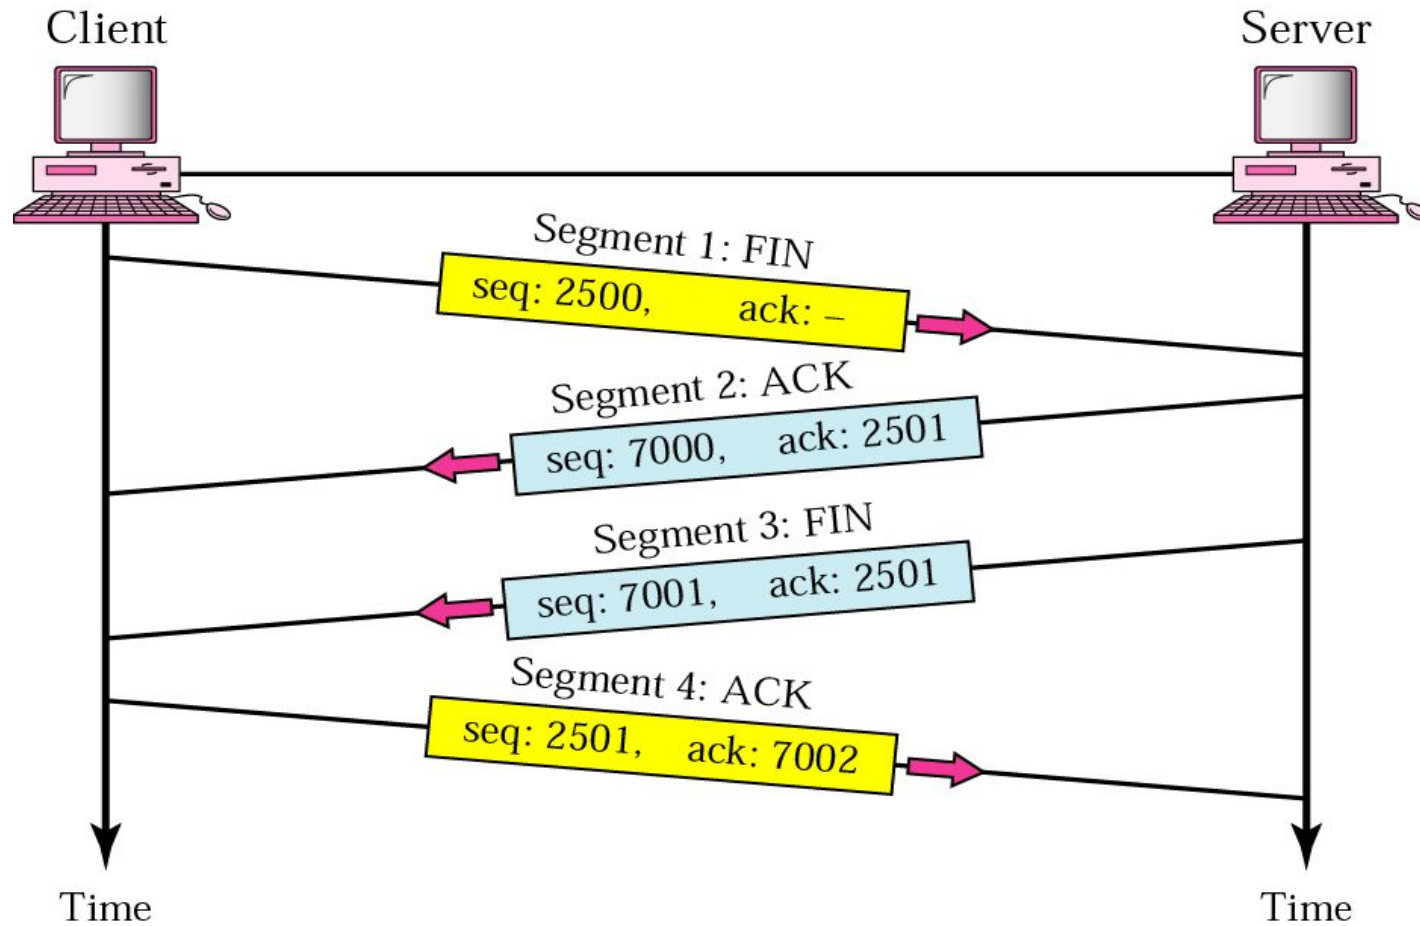 Client
Server
Segment 1: FIN
seq: 2500, ack: –
Segment 2: ACK
seq: 7000, ack: 2501
Segment 3: FIN
seq: 7001, ack: 2501
Segment 4: ACK
seq: 2501, ack: 7002
Time
Time